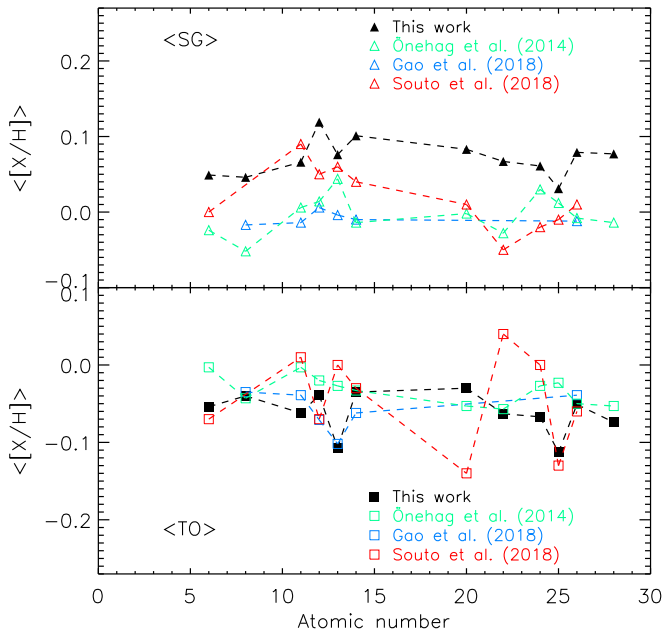 <SG>
This work
Önehag et al. (2014)
Gao et al. (2018)
Souto et al. (2018)
<[X/H]>
0.2
0.1
0.0
−0.1
0.1
0.0
−0.1
−0.2
<[X/H]>
This work
Önehag et al. (2014)
Gao et al. (2018)
Souto et al. (2018)
<TO>
0 5 10 15 20 25 30
Atomic number